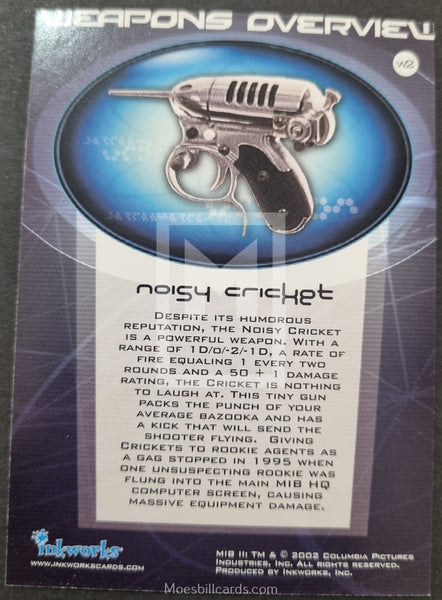 WEAPONS OVERVIEW
W2
NOISY CRICKET
DESPITE ITS HUMOROUS
REPUTATION, THE NOISY CRICKET
IS A POWERFUL WEAPON. WITH A
RANGE OF 1D/0/-2/-1D, A RATE OF
FIRE EQUALING 1 EVERY TWO
ROUNDS AND A 50 + 1 DAMAGE
RATING, THE CRICKET IS NOTHING
TO LAUGH AT. THIS TINY GUN
PACKS THE PUNCH OF YOUR
AVERAGE BAZOOKA AND HAS
A KICK THAT WILL SEND THE
SHOOTER FLYING. GIVING
CRICKETS TO ROOKIE AGENTS AS
A GAG STOPPED IN 1995 WHEN
ONE UNSUSPECTING ROOKIE WAS
FLUNG INTO THE MAIN MIB HQ
COMPUTER SCREEN, CAUSING
MASSIVE EQUIPMENT DAMAGE.
inkworks
WWW.INKWORKSCARDS.COM
MIB II: TM & © 2002 COLUMBIA PICTURES
INDUSTRIES, INC. ALL RIGHTS RESERVED.
PRODUCED BY INKWORKS, INC.
Moesbillcards.com